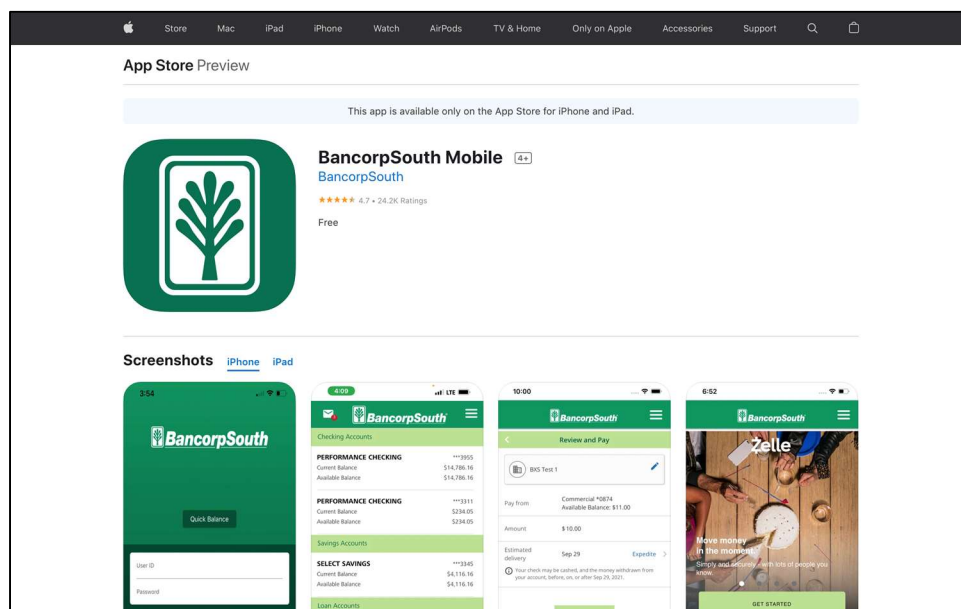 Store Mac iPad iPhone Watch AirPods TV & Home Only on Apple Accessories Support
App Store Preview
This app is available only on the App Store for iPhone and iPad.
BancorpSouth Mobile 4+
BancorpSouth
4.7 • 24.2K Ratings
Free
Screenshots iPhone iPad
3:54
BancorpSouth
Quick Balance
User ID
Password
4:09 LTE
BancorpSouth
Checking Accounts
PERFORMANCE CHECKING ***3955
Current Balance $14,786.16
Available Balance $14,786.16
PERFORMANCE CHECKING ***3311
Current Balance $234.05
Available Balance $234.05
Savings Accounts
SELECT SAVINGS ***3345
Current Balance $4,116.16
Available Balance $4,116.16
Loan Accounts
10:00
BancorpSouth
Review and Pay
BXS Test 1
Pay from Commercial *0874
Available Balance: $11.00
Amount $ 10.00
Estimated
delivery Sep 29 Expedite
Your check may be cashed, and the money withdrawn from
your account, before, on, or after Sep 29, 2021.
6:52
BancorpSouth
Zelle
Move money
in the moment.
Simply and securely - with lots of people you
know.
GET STARTED